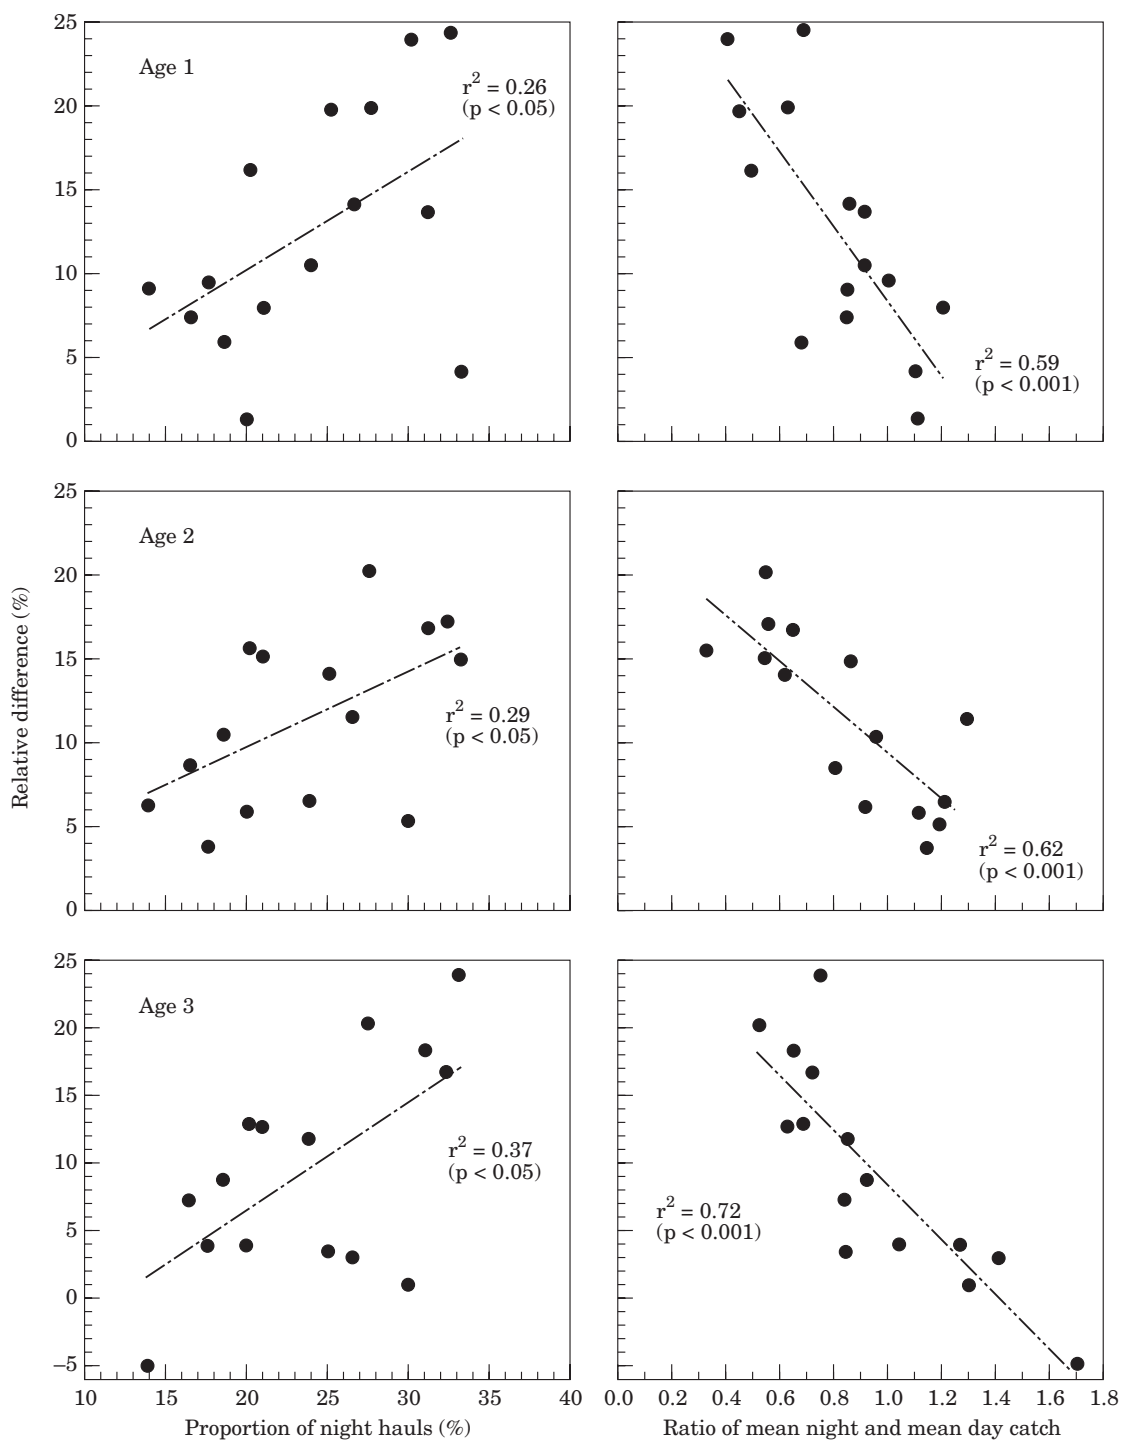 25
20
15
10
5
0
Age 1
r2 = 0.26
(p < 0.05)
r2 = 0.59
(p < 0.001)
25
20
15
10
5
0
Age 2
r2 = 0.29
(p < 0.05)
r2 = 0.62
(p < 0.001)
Relative difference (%)
25
20
15
10
5
0
–5
Age 3
r2 = 0.37
(p < 0.05)
r2 = 0.72
(p < 0.001)
10 15 20 25 30 35 40
Proportion of night hauls (%)
0.0 0.2 0.4 0.6 0.8 1.0 1.2 1.4 1.6 1.8
Ratio of mean night and mean day catch